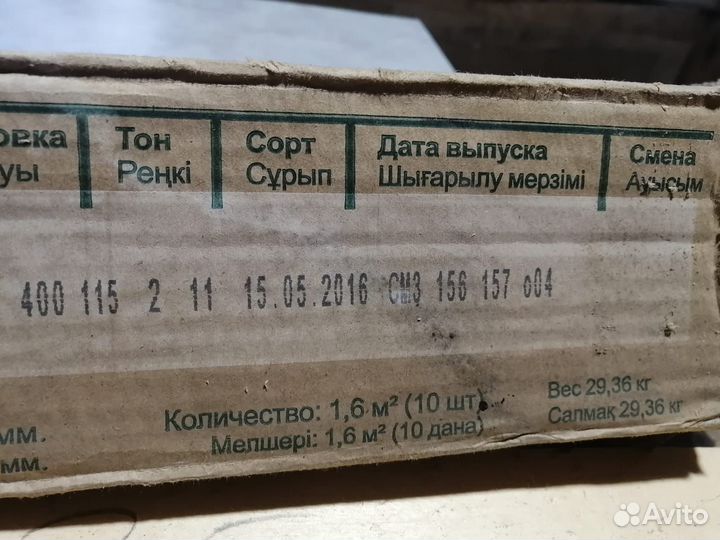 овка Тон Сорт Дата выпуска Смена
уы Реңкі Сұрып Шығарылу мерзімі Ауысым
400 115 2 11 15.05.2016 СМ3 156 157 о04
Количество: 1,6 м² (10 шт) Вес 29,36 кг
мм. Мелшері: 1,6 м² (10 дана) Салмақ 29,36 кг
мм.
Avito